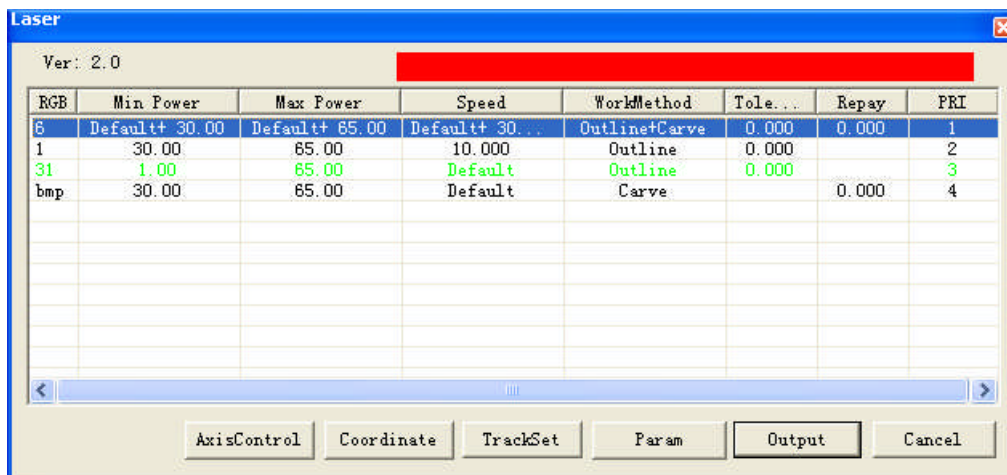 Laser
Ver: 2.0
RGB Min Power Max Power Speed WorkMethod Tole... Repay PRI
6 Default+ 30.00 Default+ 65.00 Default+ 30... Outline+Carve 0.000 0.000 1
1 30.00 65.00 10.000 Outline 0.000 2
31 1.00 65.00 Default Outline 0.000 3
bmp 30.00 65.00 Default Carve 0.000 4
AxisControl Coordinate TrackSet Param Output Cancel